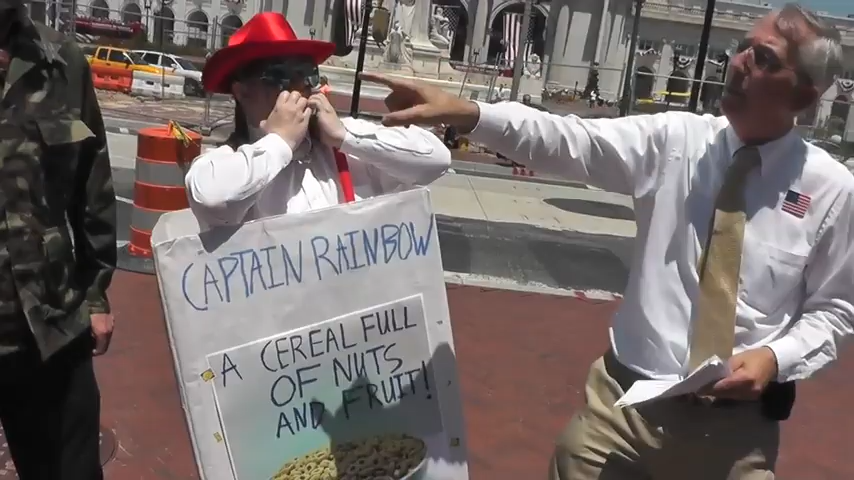 CAPTAIN RAINBOW
A CEREAL FULL
OF NUTS
AND FRUIT!